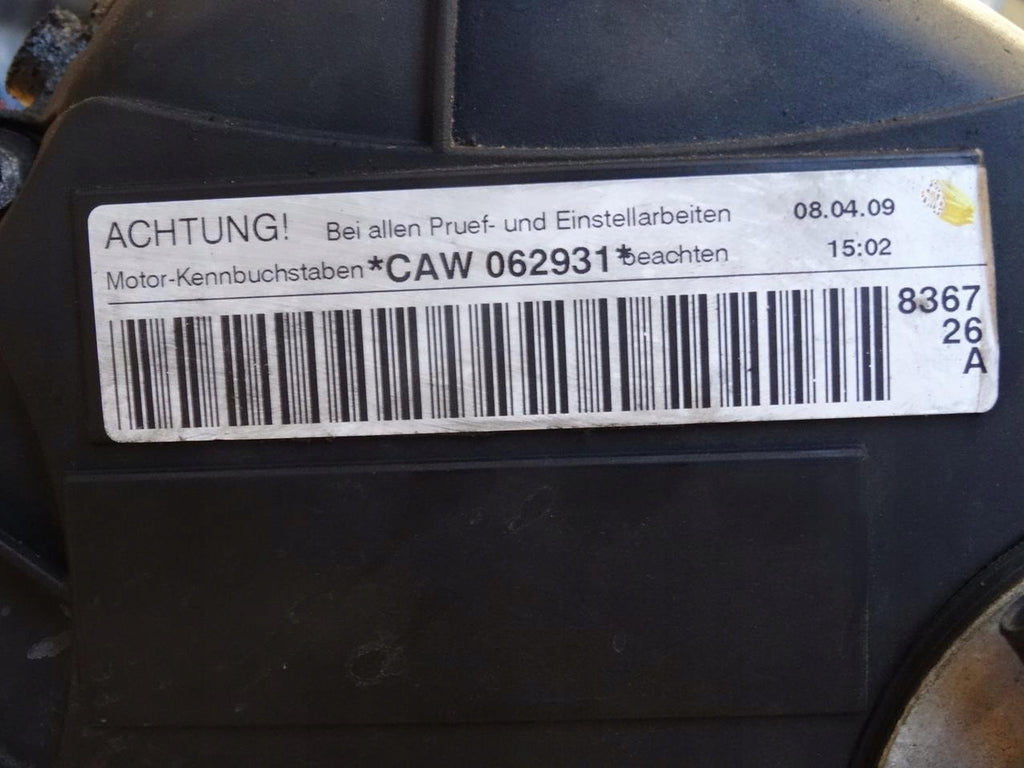 ACHTUNG! Bei allen Pruef- und Einstellarbeiten 08.04.09
Motor-Kennbuchstaben *CAW 062931* beachten 15:02
8367
26
A